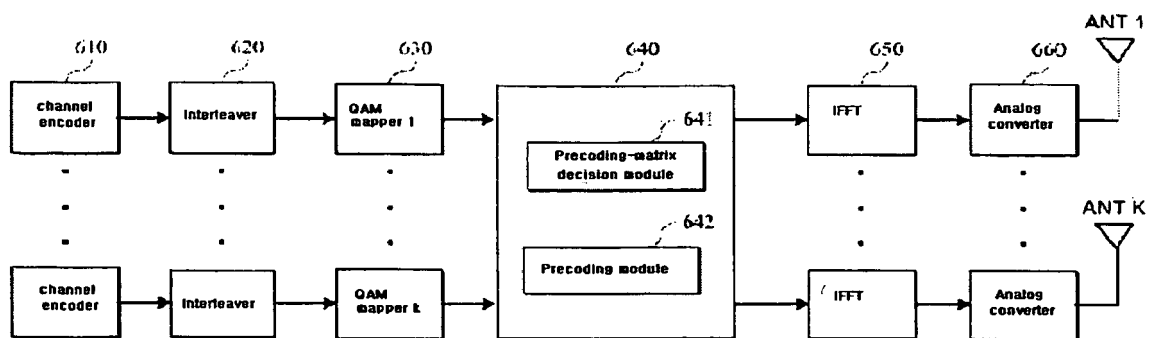 ANT 1
610
620
630
640
650
660
channel
encoder
Interleaver
QAM
mapper 1
IFFT
Analog
converter
641
Precoding-matrix
decision module
642
Precoding module
ANT K
channel
encoder
Interleaver
QAM
mapper k
IFFT
Analog
converter